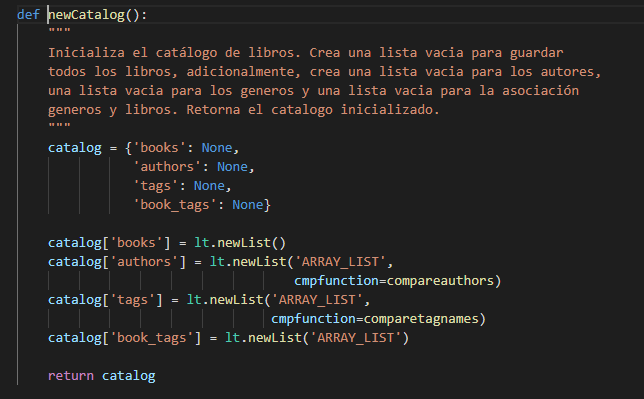 def newCatalog():
"""
Inicializa el catálogo de libros. Crea una lista vacia para guardar
todos los libros, adicionalmente, crea una lista vacia para los autores,
una lista vacia para los generos y una lista vacia para la asociación
generos y libros. Retorna el catalogo inicializado.
"""
catalog = {'books': None,
'authors': None,
'tags': None,
'book_tags': None}
catalog['books'] = lt.newList()
catalog['authors'] = lt.newList('ARRAY_LIST',
cmpfunction=compareauthors)
catalog['tags'] = lt.newList('ARRAY_LIST',
cmpfunction=comparetagnames)
catalog['book_tags'] = lt.newList('ARRAY_LIST')
return catalog